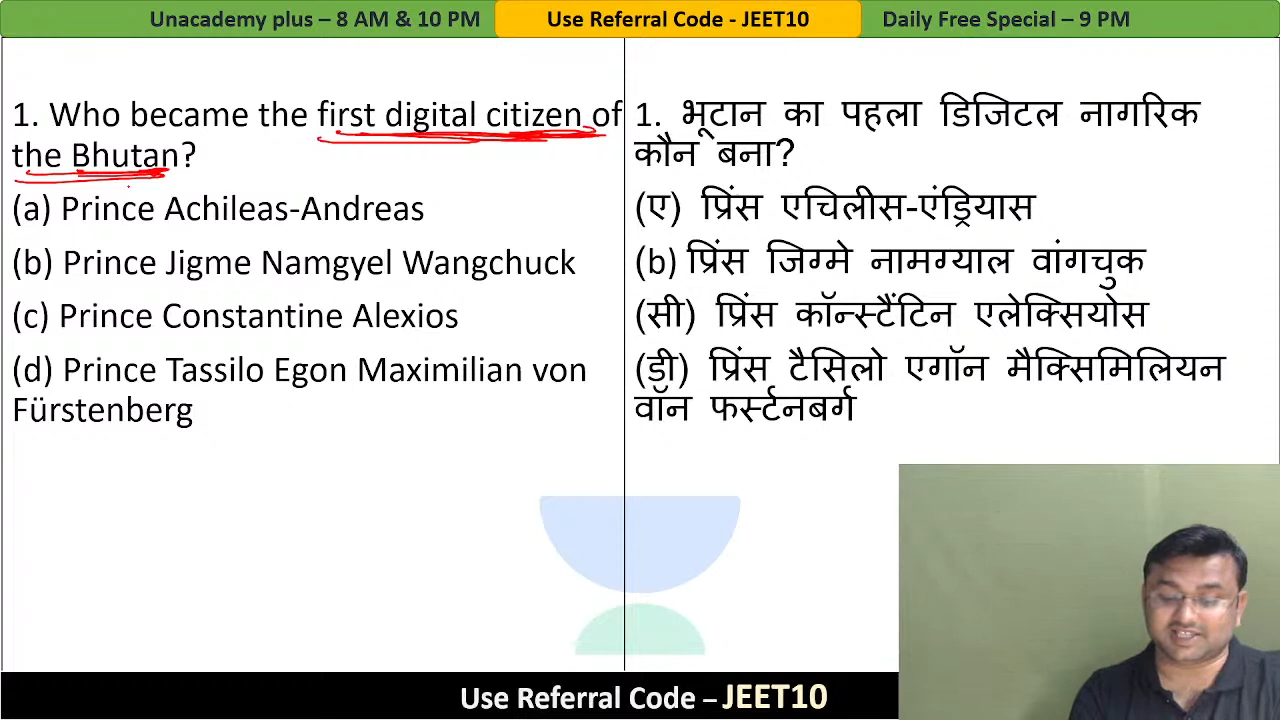 Unacademy plus – 8 AM & 10 PM
Use Referral Code - JEET10
Daily Free Special – 9 PM
1. Who became the first digital citizen of
the Bhutan?
(a) Prince Achileas-Andreas
(b) Prince Jigme Namgyel Wangchuck
(c) Prince Constantine Alexios
(d) Prince Tassilo Egon Maximilian von
Fürstenberg
1. भूटान का पहला डिजिटल नागरिक
कौन बना?
(ए) प्रिंस एचिलीस-एंड्रियास
(b) प्रिंस जिग्मे नामग्याल वांगचुक
(सी) प्रिंस कॉन्स्टैंटिन एलेक्सियोस
(डी) प्रिंस टैसिलो एगॉन मैक्सिमिलियन
वॉन फर्स्टनबर्ग
Use Referral Code – JEET10